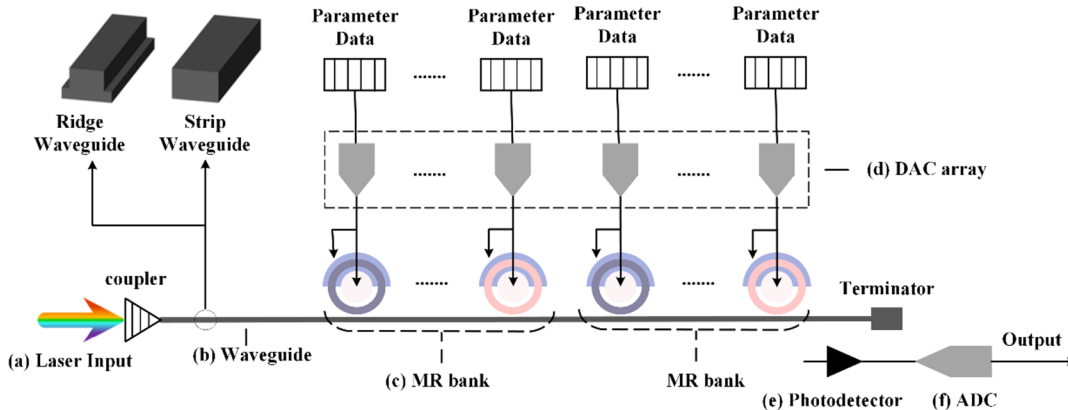 Parameter
Data
Parameter
Data
Parameter
Data
Parameter
Data
.......
.......
Ridge
Waveguide
Strip
Waveguide
.......
.......
(d) DAC array
coupler
.......
.......
Terminator
(a) Laser Input
(b) Waveguide
(c) MR bank
MR bank
Output
(e) Photodetector
(f) ADC